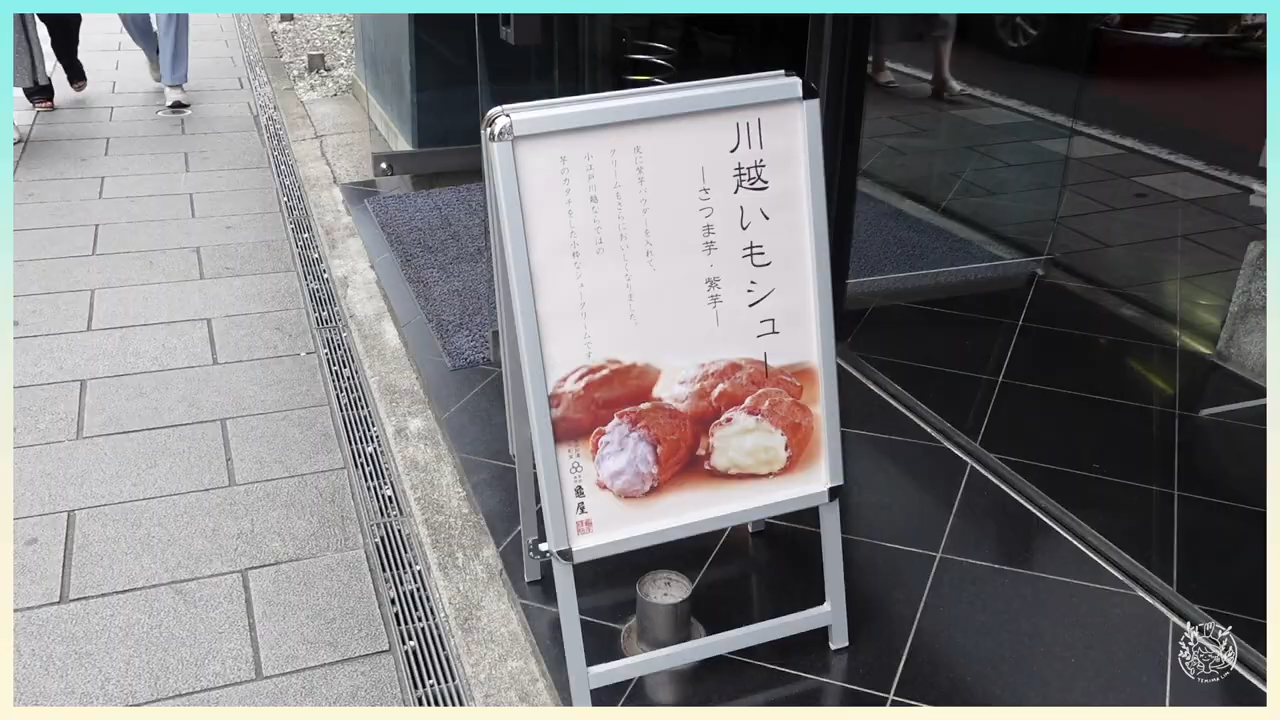 川越いもシュー
―さつま芋・紫芋―
皮に紫芋パウダーを入れて、
クリームもさらにおいしくなりました。
小江戸川越ならではの
芋のカタチをした小粋なシュークリームです。
亀屋
YEMIMA LIM